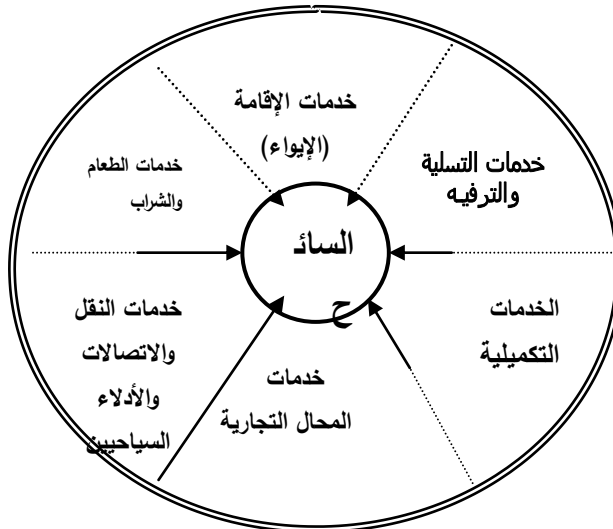 خدمات الإقامة
(الإيواء)
خدمات التسلية
والترفيه
خدمات الطعام
والشراب
السائـ
ح
الخدمات
التكميلية
خدمات النقل
والاتصالات
والأدلاء
السياحيين
خدمات
المحال التجارية